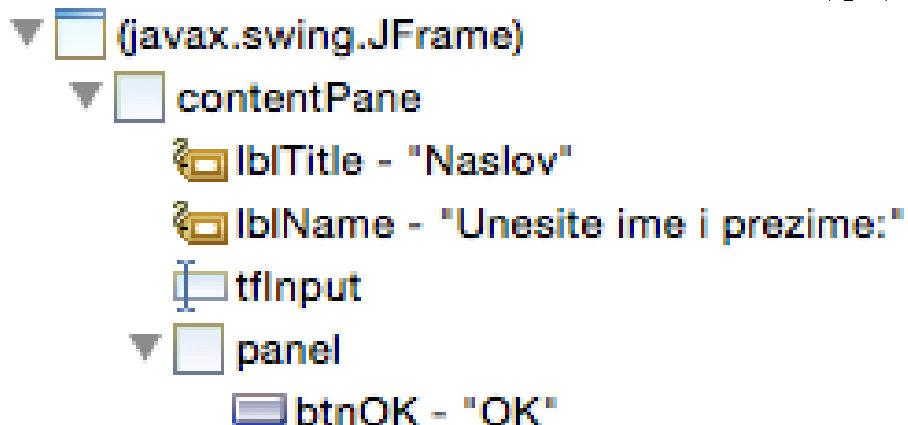 (javax.swing.JFrame)
contentPane
lblTitle - "Naslov"
lblName - "Unesite ime i prezime:"
tfInput
panel
btnOK - "OK"